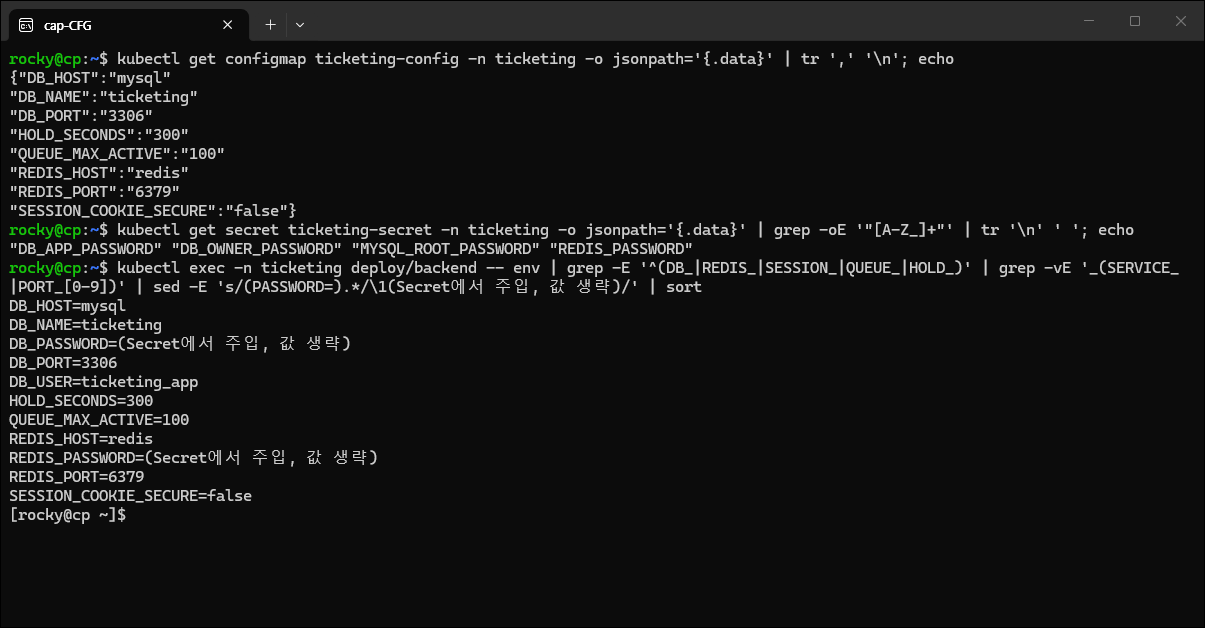 cap-CFG
rocky@cp:~$ kubectl get configmap ticketing-config -n ticketing -o jsonpath='{.data}' | tr ',' '\n'; echo
{"DB_HOST":"mysql"
"DB_NAME":"ticketing"
"DB_PORT":"3306"
"HOLD_SECONDS":"300"
"QUEUE_MAX_ACTIVE":"100"
"REDIS_HOST":"redis"
"REDIS_PORT":"6379"
"SESSION_COOKIE_SECURE":"false"}
rocky@cp:~$ kubectl get secret ticketing-secret -n ticketing -o jsonpath='{.data}' | grep -oE '"[A-Z_]+"' | tr '\n' ' '; echo
"DB_APP_PASSWORD" "DB_OWNER_PASSWORD" "MYSQL_ROOT_PASSWORD" "REDIS_PASSWORD"
rocky@cp:~$ kubectl exec -n ticketing deploy/backend -- env | grep -E '^(DB_|REDIS_|SESSION_|QUEUE_|HOLD_)' | grep -vE '_(SERVICE_
|PORT_[0-9])' | sed -E 's/(PASSWORD=).*/\1(Secret에서 주입, 값 생략)/' | sort
DB_HOST=mysql
DB_NAME=ticketing
DB_PASSWORD=(Secret에서 주입, 값 생략)
DB_PORT=3306
DB_USER=ticketing_app
HOLD_SECONDS=300
QUEUE_MAX_ACTIVE=100
REDIS_HOST=redis
REDIS_PASSWORD=(Secret에서 주입, 값 생략)
REDIS_PORT=6379
SESSION_COOKIE_SECURE=false
[rocky@cp ~]$